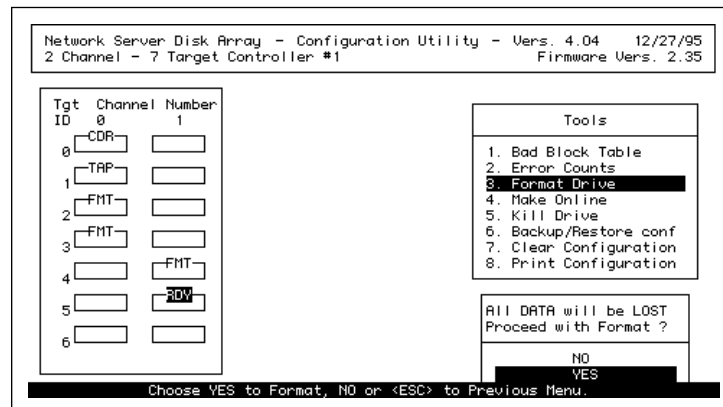 Network Server Disk Array - Configuration Utility - Vers. 4.04 12/27/95
2 Channel - 7 Target Controller #1 Firmware Vers. 2.35
Tgt Channel Number
ID 0 1
CDR
0
TAP
1
FMT
2
FMT
3
FMT
4
RDY
5
6
Tools
1. Bad Block Table
2. Error Counts
3. Format Drive
4. Make Online
5. Kill Drive
6. Backup/Restore conf
7. Clear Configuration
8. Print Configuration
All DATA will be LOST
Proceed with Format ?
NO
YES
Choose YES to Format, NO or <ESC> to Previous Menu.